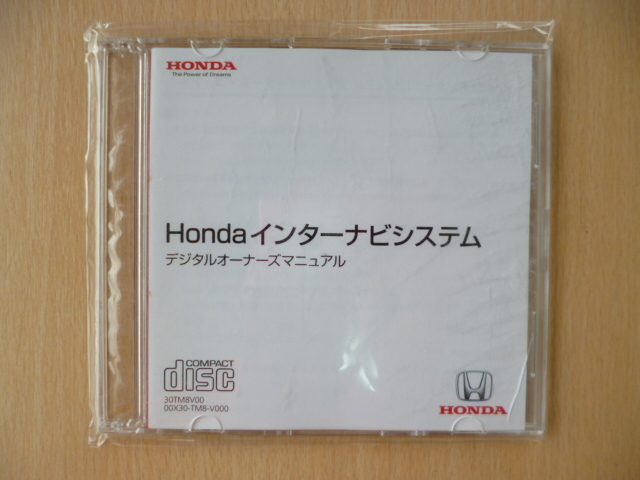 HONDA
The Power of Dreams
Hondaインターナビシステム
デジタルオーナーズマニュアル
COMPACT
disc
30TM8V00
00X30-TM8-V000
HONDA